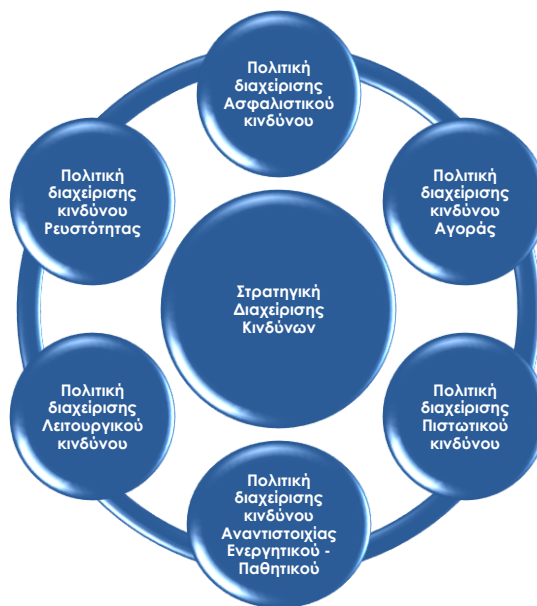 Πολιτική
διαχείρισης
Ασφαλιστικού
κινδύνου
Πολιτική
διαχείρισης
κινδύνου
Αγοράς
Πολιτική
διαχείρισης
Πιστωτικού
κινδύνου
Πολιτική
διαχείρισης
κινδύνου
Αναντιστοιχίας
Ενεργητικού -
Παθητικού
Πολιτική
διαχείρισης
Λειτουργικού
κινδύνου
Πολιτική
διαχείρισης
κινδύνου
Ρευστότητας
Στρατηγική
Διαχείρισης
Κινδύνων